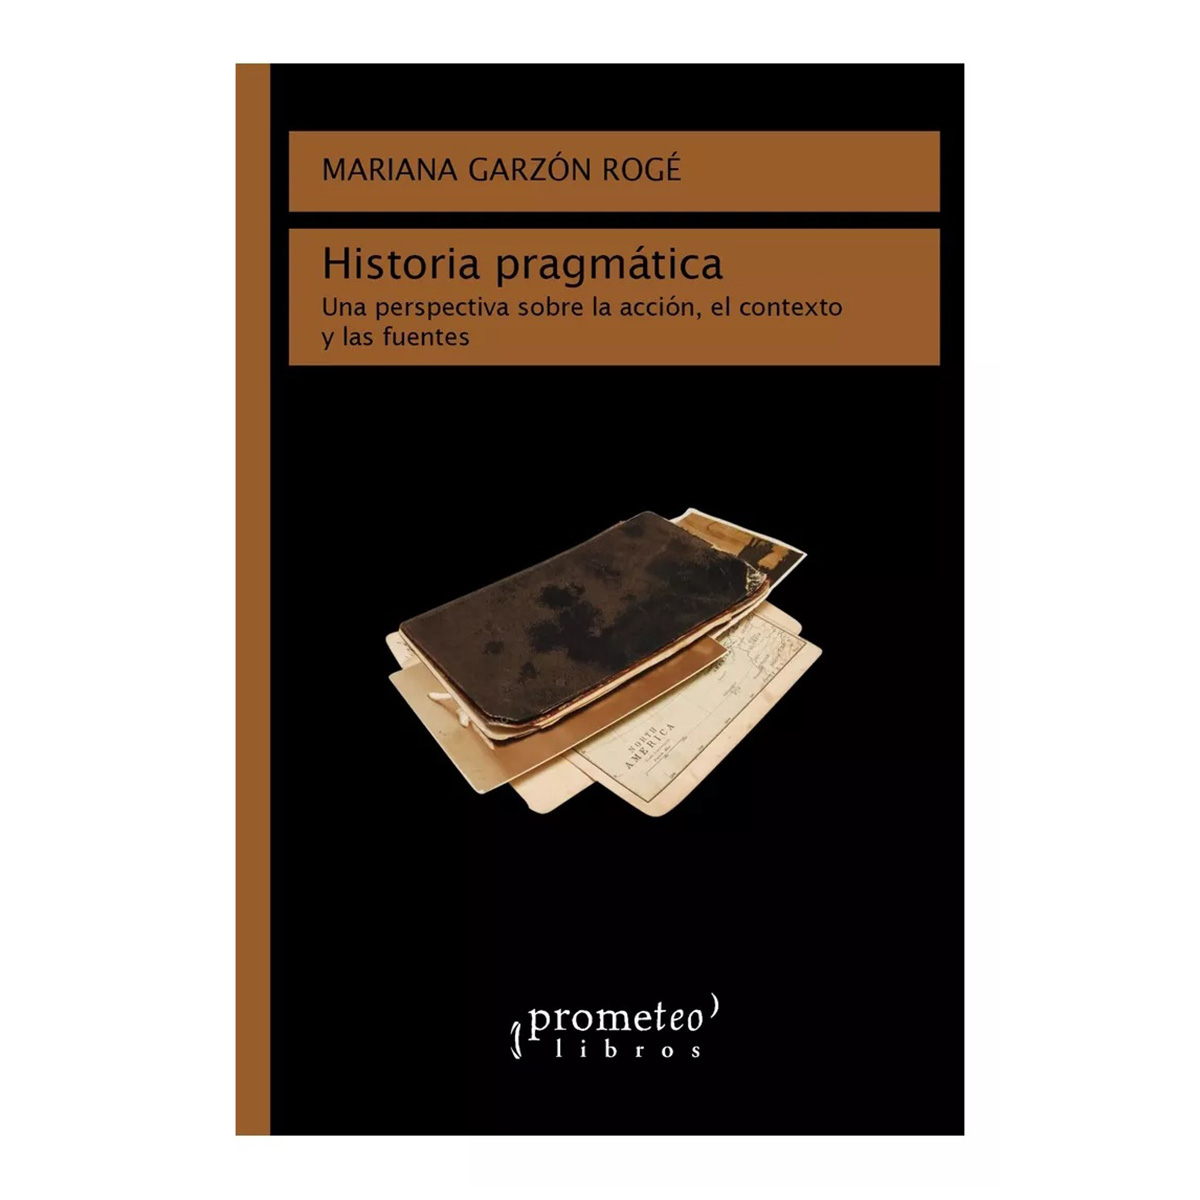 MARIANA GARZÓN ROGÉ
Historia pragmática
Una perspectiva sobre la acción, el contexto
y las fuentes
NORTH
AMERICA
prometeo
libros